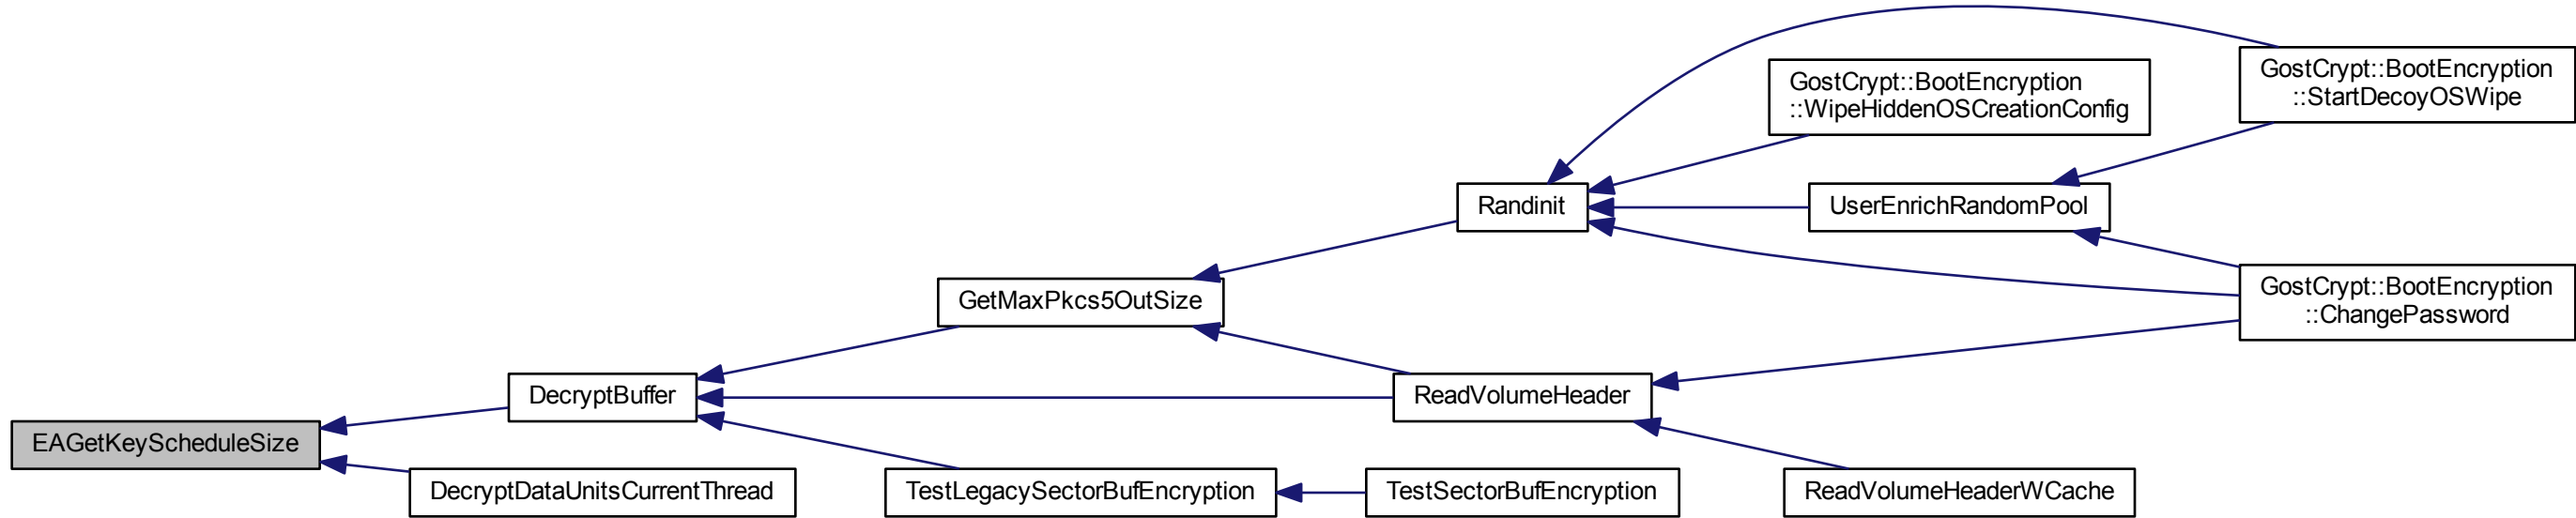 GostCrypt::BootEncryption
::StartDecoyOSWipe
GostCrypt::BootEncryption
::WipeHiddenOSCreationConfig
Randinit
UserEnrichRandomPool
GetMaxPkcs5OutSize
GostCrypt::BootEncryption
::ChangePassword
DecryptBuffer
ReadVolumeHeader
EAGetKeyScheduleSize
DecryptDataUnitsCurrentThread
TestLegacySectorBufEncryption
TestSectorBufEncryption
ReadVolumeHeaderWCache